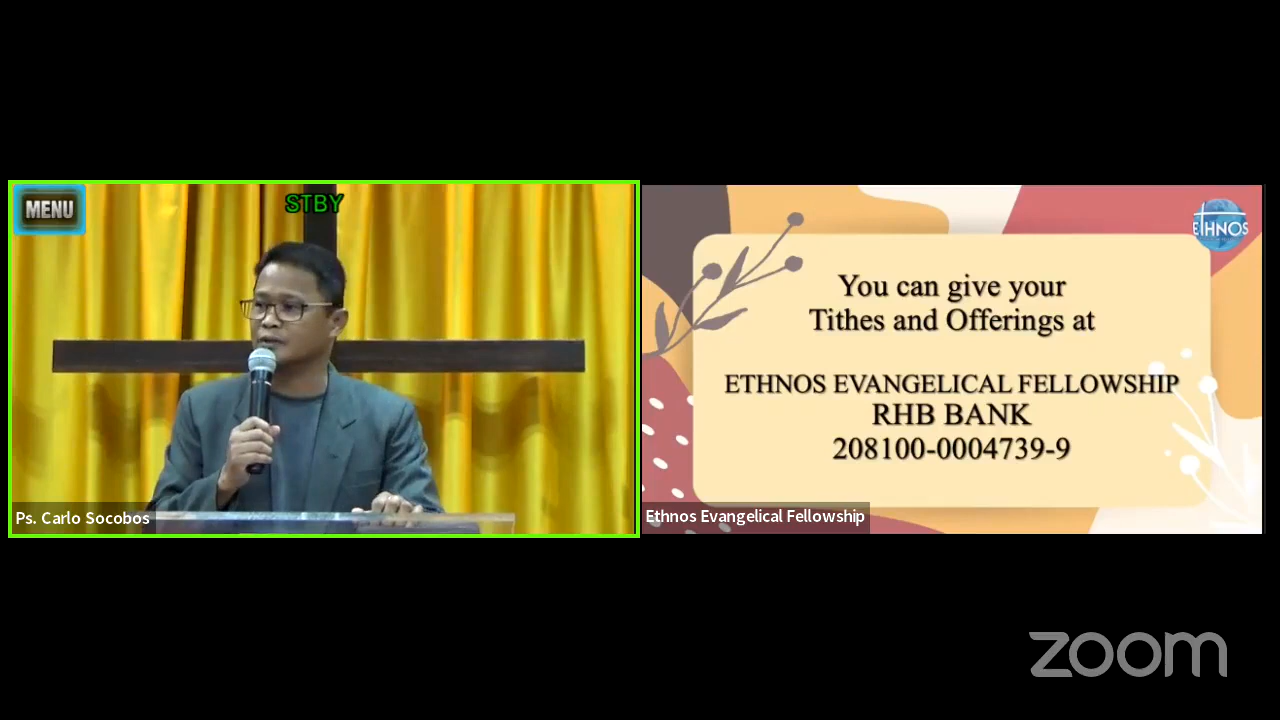 MENU
STBY
Ps. Carlo Socobos
ETHNOS
You can give your
Tithes and Offerings at
ETHNOS EVANGELICAL FELLOWSHIP
RHB BANK
208100-0004739-9
Ethnos Evangelical Fellowship
zoom